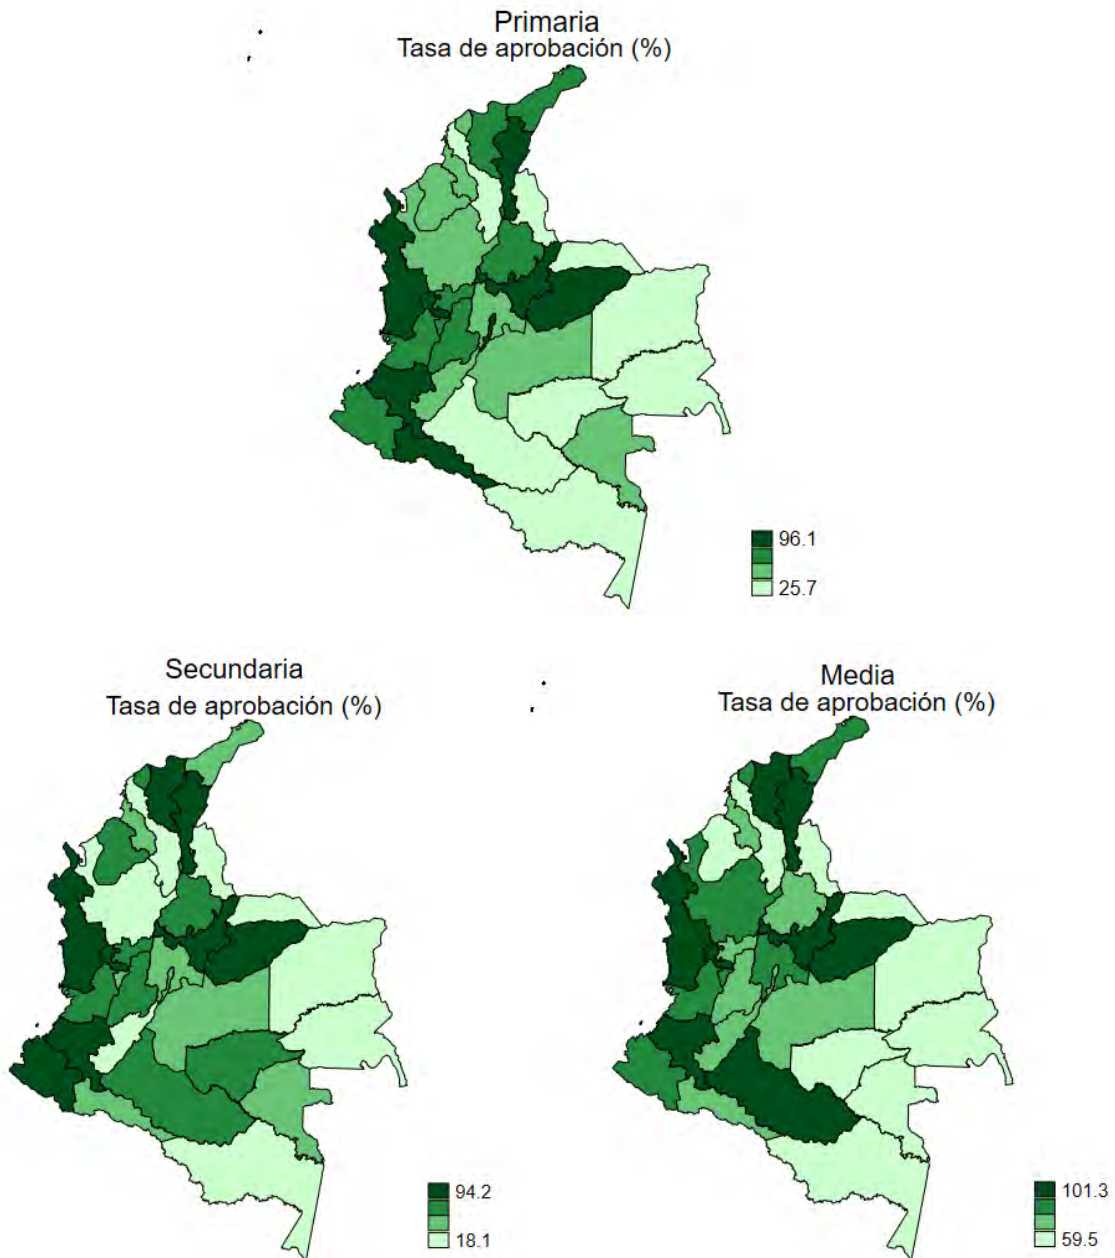 Primaria
Tasa de aprobación (%)
96.1
25.7
Secundaria
Tasa de aprobación (%)
94.2
18.1
Media
Tasa de aprobación (%)
101.3
59.5